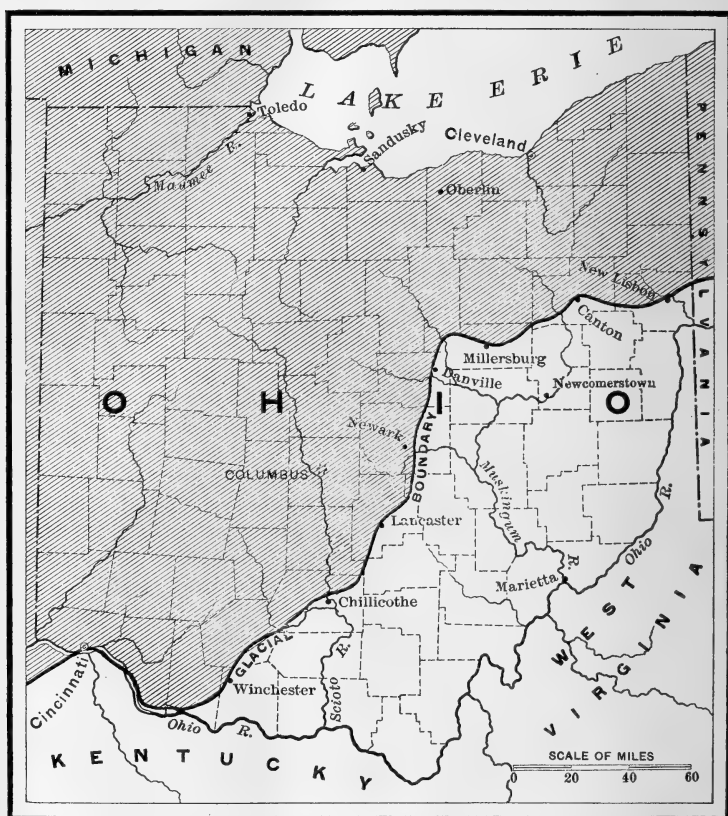 MICHIGAN
LAKE ERIE
Toledo
Maumee R.
Sandusky
Cleveland
Oberlin
PENNSYLVANIA
New Lisbon
Canton
Millersburg
Danville
Newcomerstown
OHIO
Newark
COLUMBUS
GLACIAL BOUNDARY
Muskingum R.
Lancaster
Ohio R.
Marietta
Chillicothe
WEST VIRGINIA
Scioto R.
Winchester
Cincinnati
Ohio R.
KENTUCKY
SCALE OF MILES
0 20 40 60